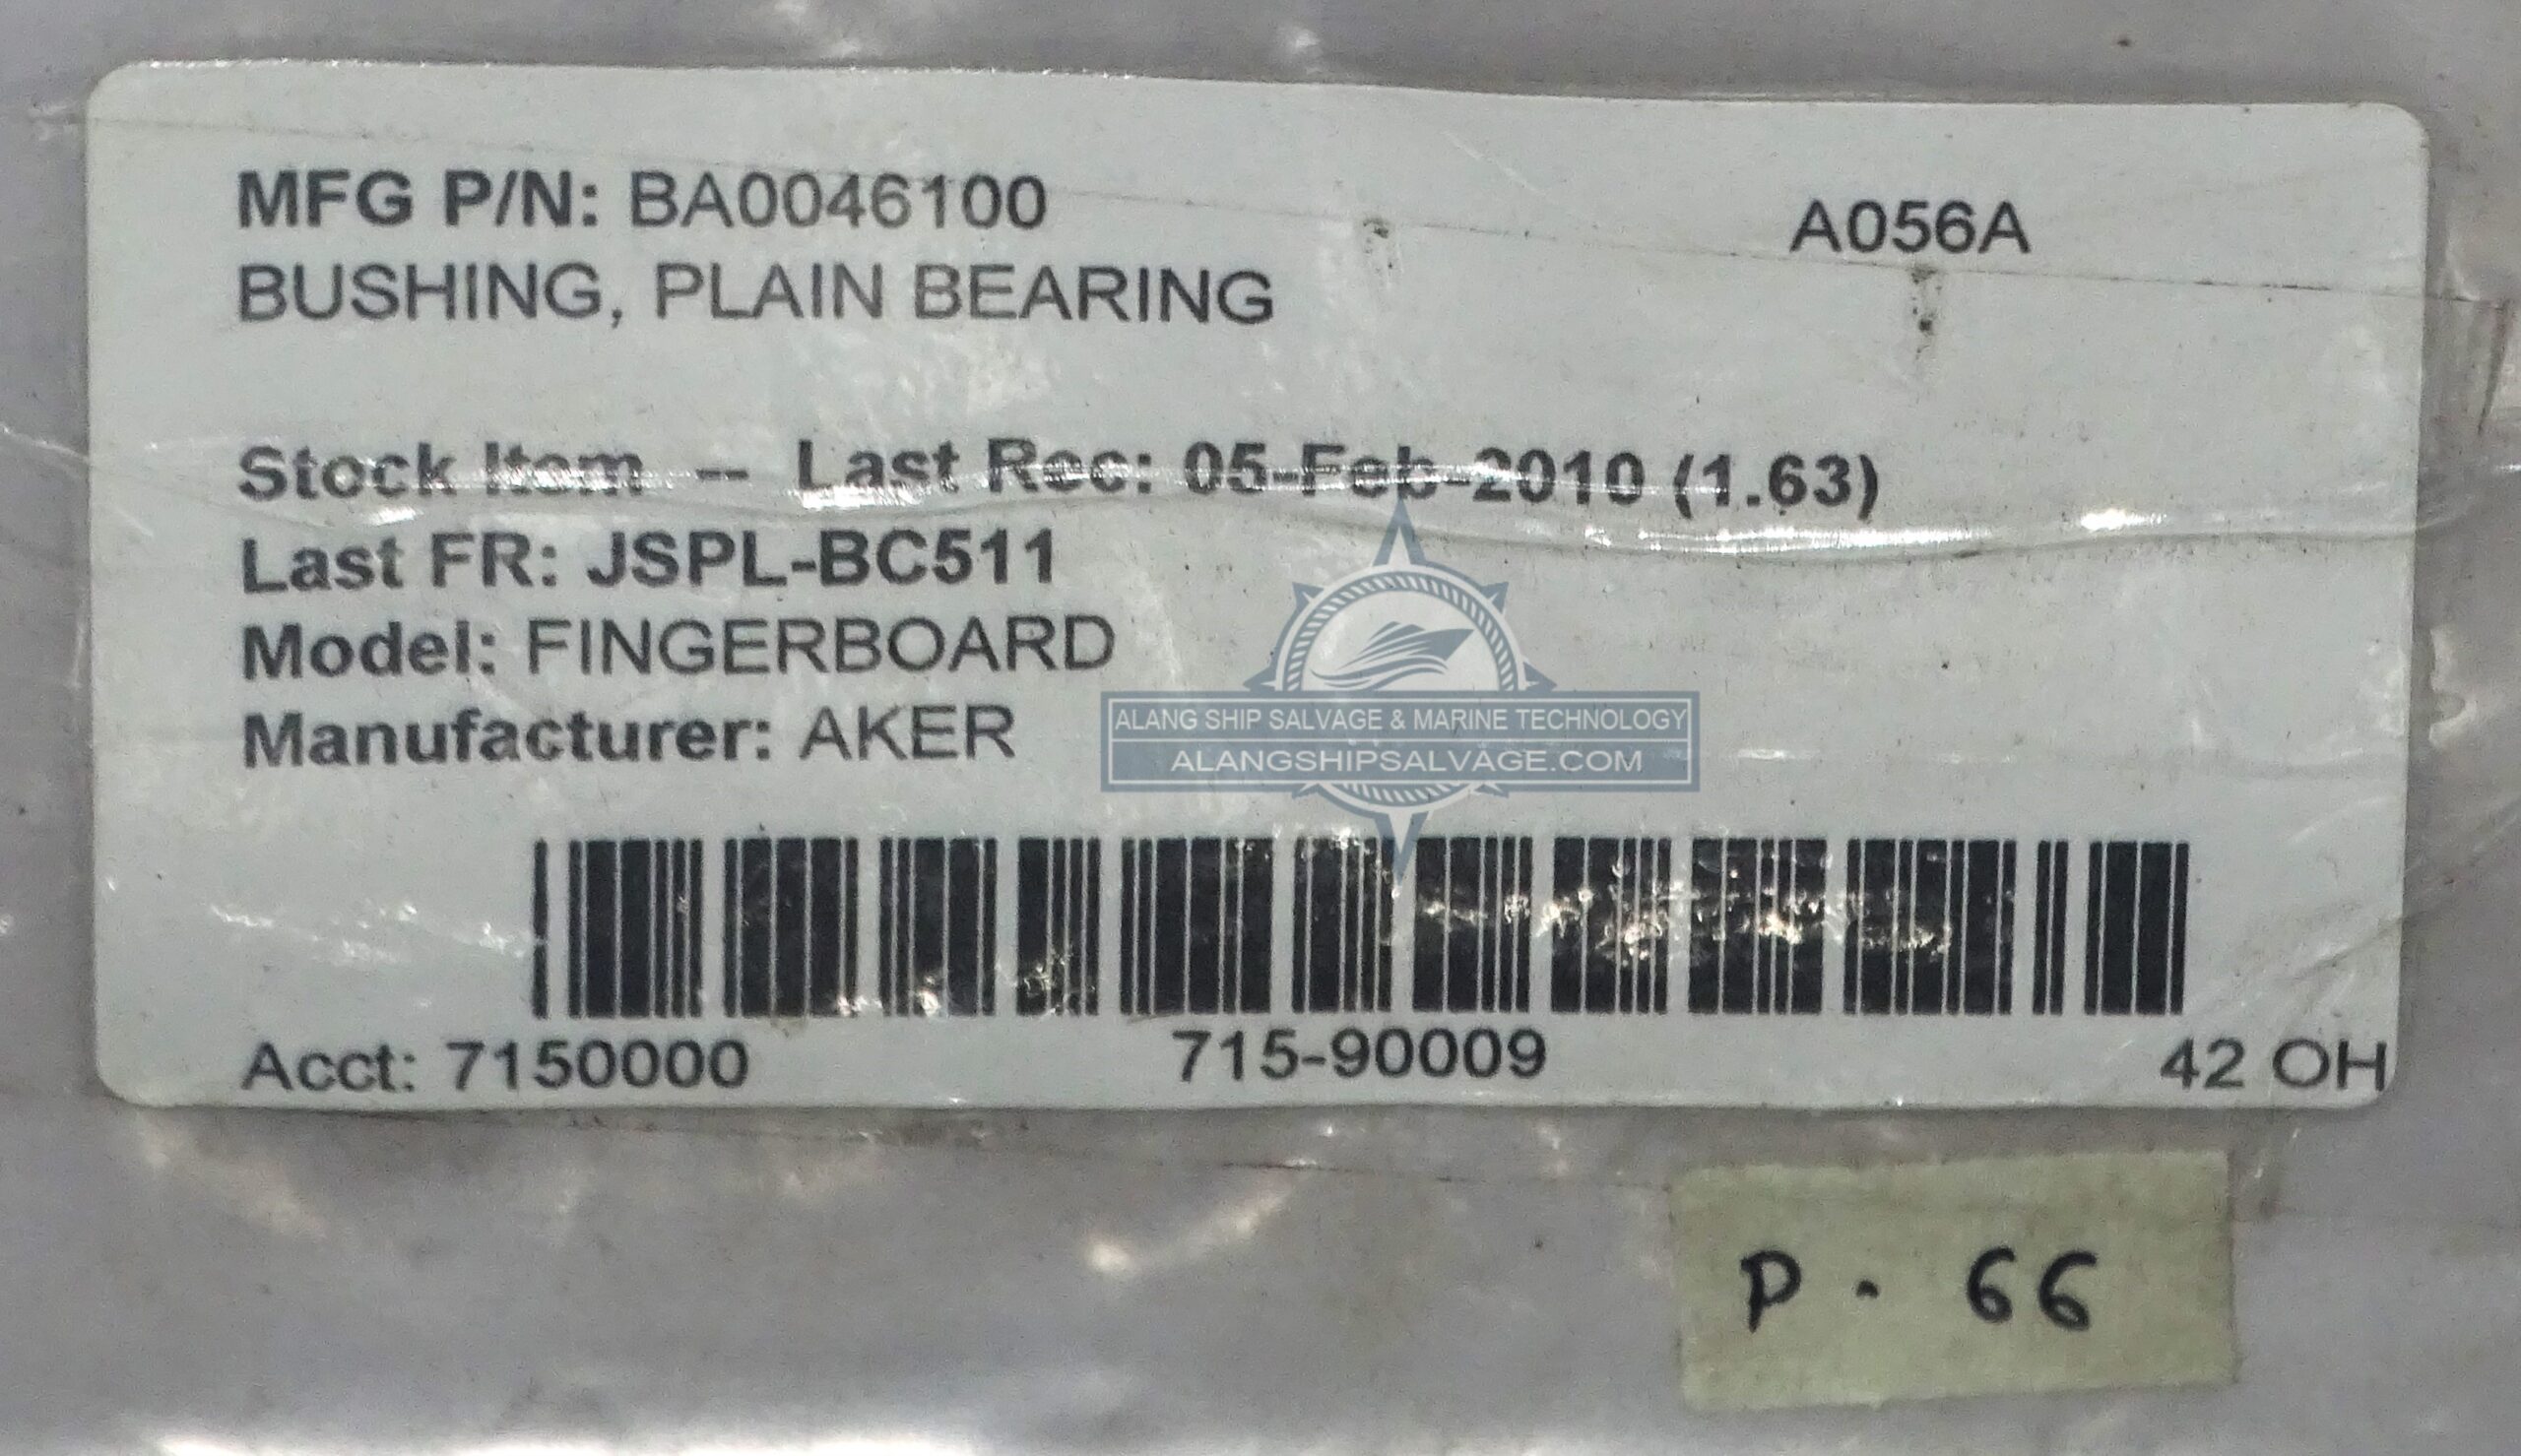 MFG P/N: BA0046100
A056A
BUSHING, PLAIN BEARING
Stock Item -- Last Rec: 05-Feb-2010 (1.63)
Last FR: JSPL-BC511
Model: FINGERBOARD
Manufacturer: AKER
ALANG SHIP SALVAGE & MARINE TECHNOLOGY
ALANGSHIPSALVAGE.COM
Acct: 7150000
715-90009
42 OH
P - 66